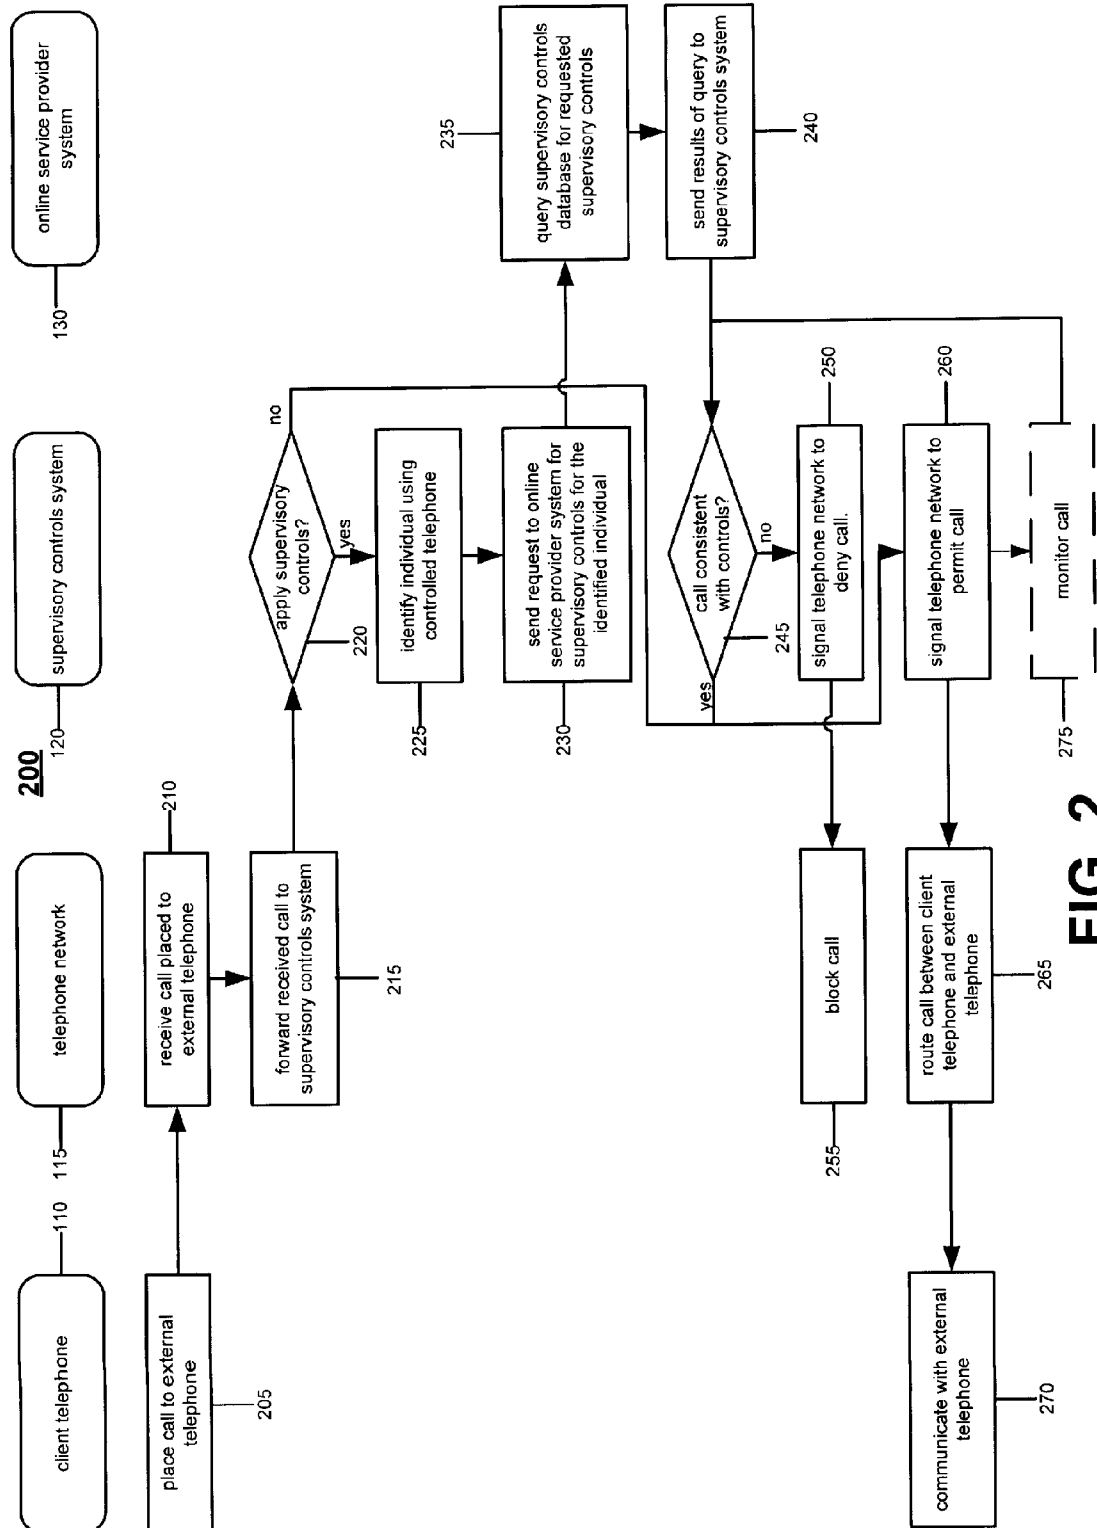 200
client telephone
110
115
telephone network
120
supervisory controls system
130
online service provider
system
place call to external
telephone
205
receive call placed to
external telephone
210
forward received call to
supervisory controls system
215
apply supervisory
controls?
220
no
yes
identify individual using
controlled telephone
225
send request to online
service provider system for
supervisory controls for the
identified individual
230
query supervisory controls
database for requested
supervisory controls
235
send results of query to
supervisory controls system
240
call consistent
with controls?
245
yes
no
signal telephone network to
deny call.
250
block call
255
signal telephone network to
permit call
260
route call between client
telephone and external
telephone
265
communicate with external
telephone
270
monitor call
275
FIG. 2